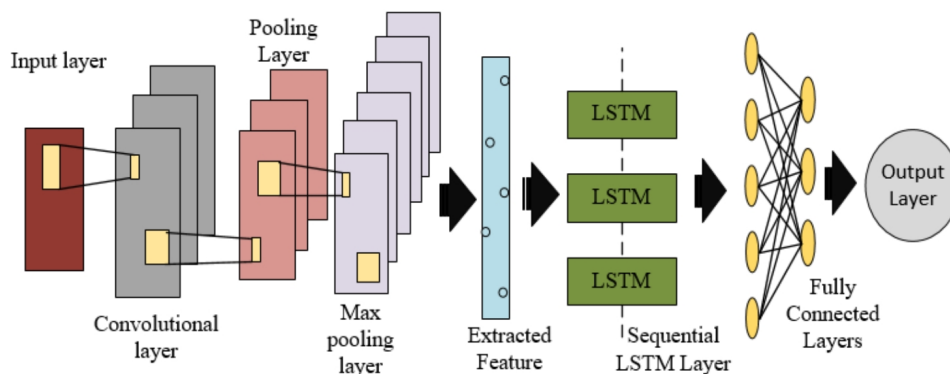 Input layer
Convolutional
layer
Pooling
Layer
Max
pooling
layer
Extracted
Feature
LSTM
LSTM
LSTM
Sequential
LSTM Layer
Fully
Connected
Layers
Output
Layer